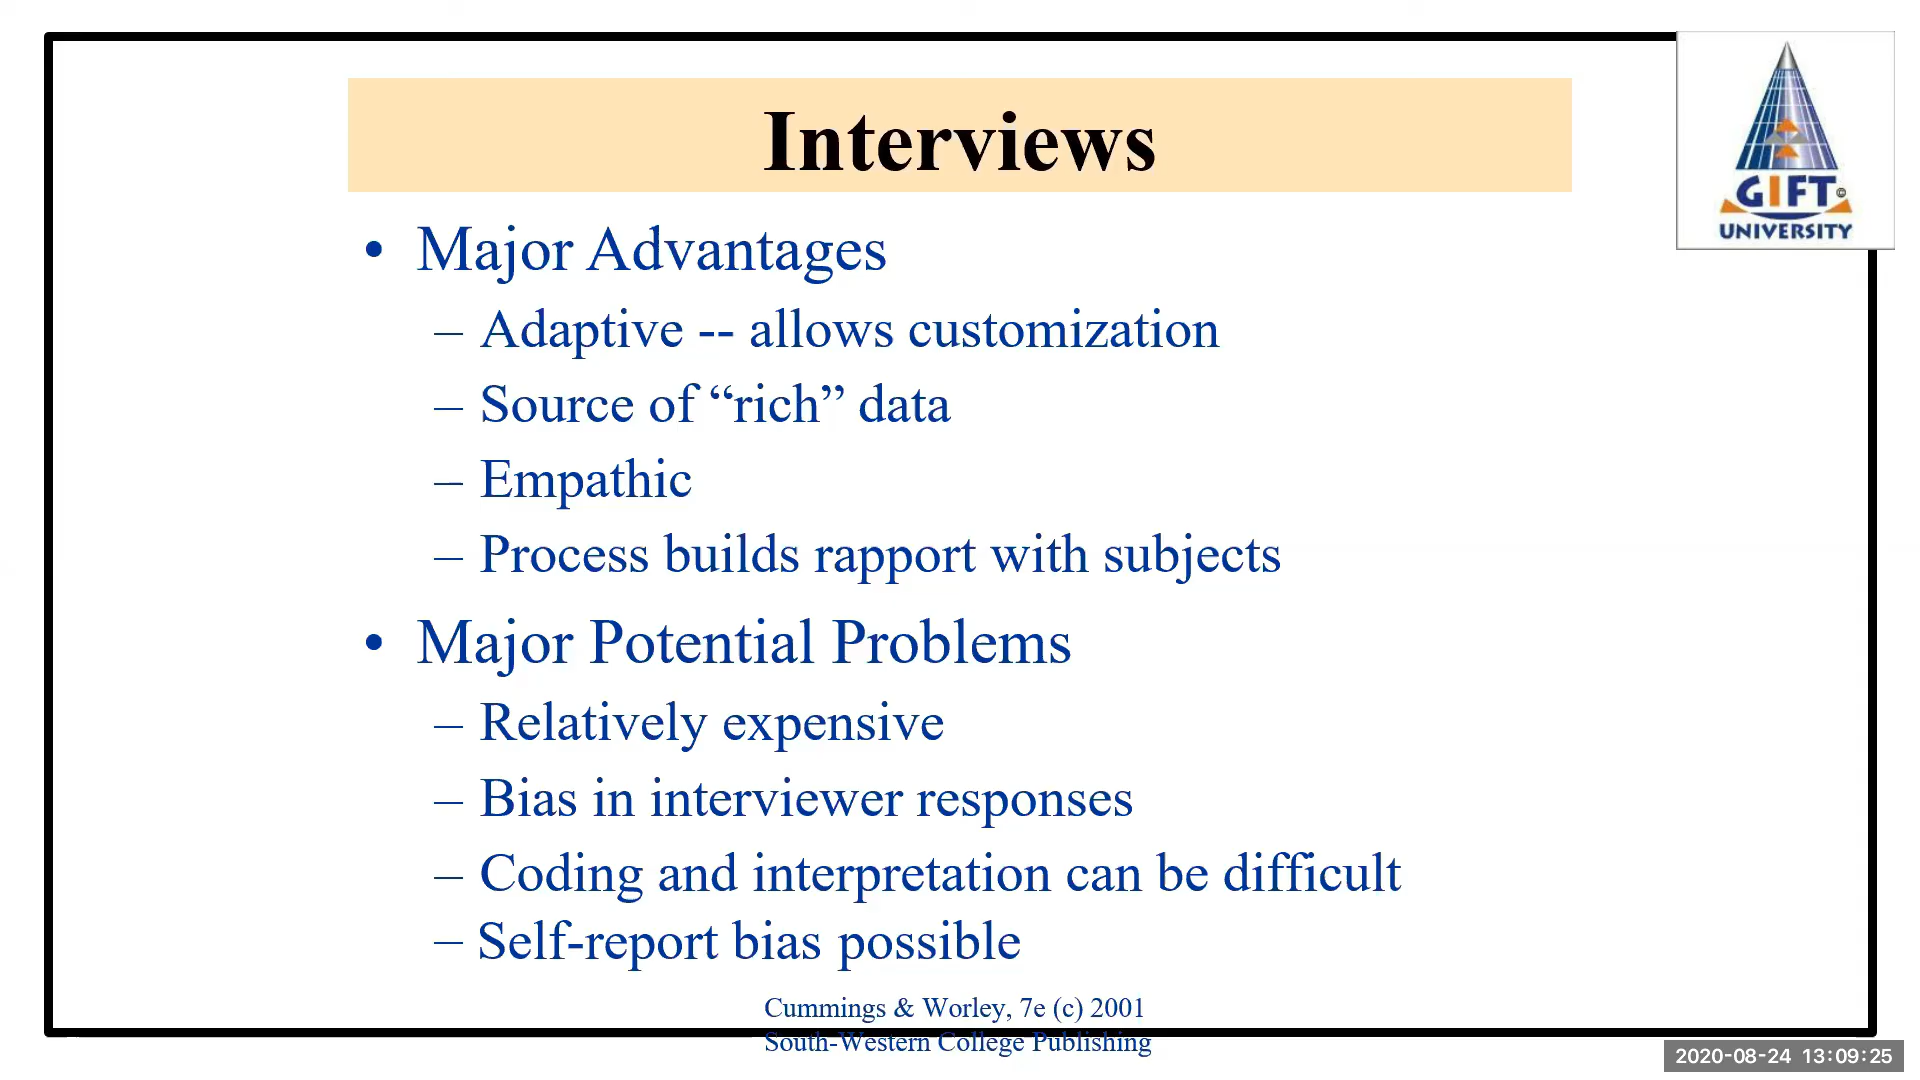 Interviews
GIFT
UNIVERSITY
• Major Advantages
– Adaptive -- allows customization
– Source of “rich” data
– Empathic
– Process builds rapport with subjects
• Major Potential Problems
– Relatively expensive
– Bias in interviewer responses
– Coding and interpretation can be difficult
– Self-report bias possible
Cummings & Worley, 7e (c) 2001
South-Western College Publishing
2020-08-24 13:09:25